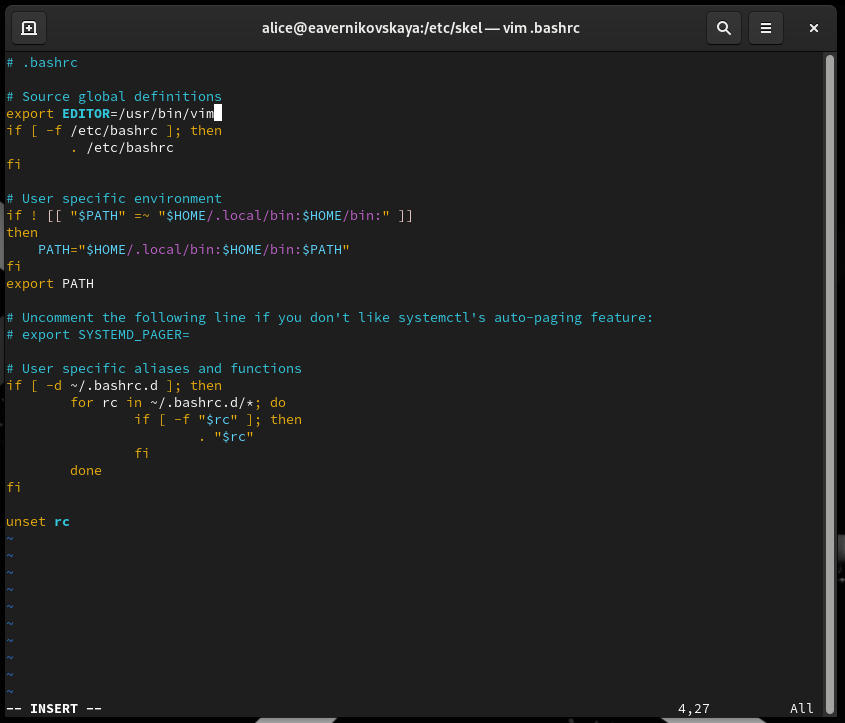 alice@eavernikovskaya:/etc/skel — vim .bashrc
# .bashrc

# Source global definitions
export EDITOR=/usr/bin/vim
if [ -f /etc/bashrc ]; then
        . /etc/bashrc
fi

# User specific environment
if ! [[ "$PATH" =~ "$HOME/.local/bin:$HOME/bin:" ]]
then
    PATH="$HOME/.local/bin:$HOME/bin:$PATH"
fi
export PATH

# Uncomment the following line if you don't like systemctl's auto-paging feature:
# export SYSTEMD_PAGER=

# User specific aliases and functions
if [ -d ~/.bashrc.d ]; then
        for rc in ~/.bashrc.d/*; do
                if [ -f "$rc" ]; then
                        . "$rc"
                fi
        done
fi

unset rc
~
~
~
~
~
~
~
~
~
~
-- INSERT -- 4,27 All